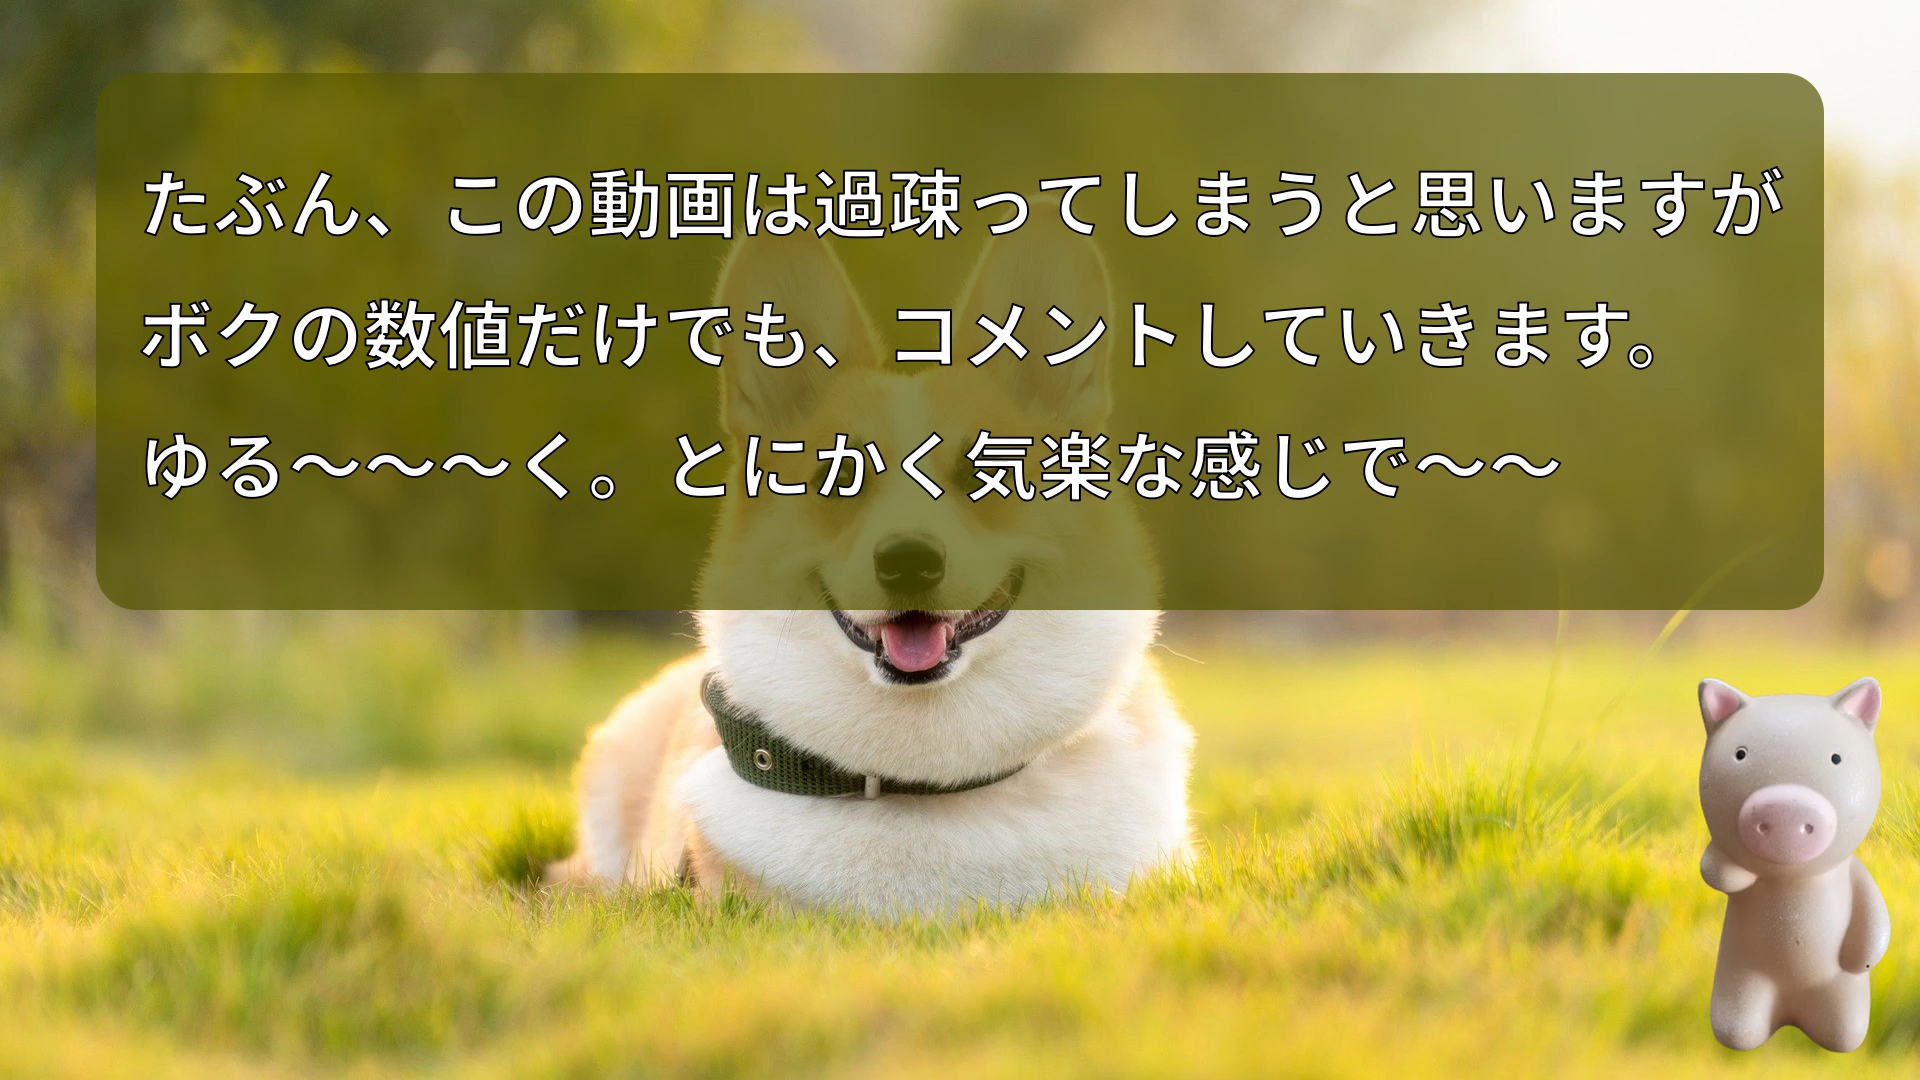 たぶん、この動画は過疎ってしまうと思いますが
ボクの数値だけでも、コメントしていきます。
ゆる～～～く。とにかく気楽な感じで～～